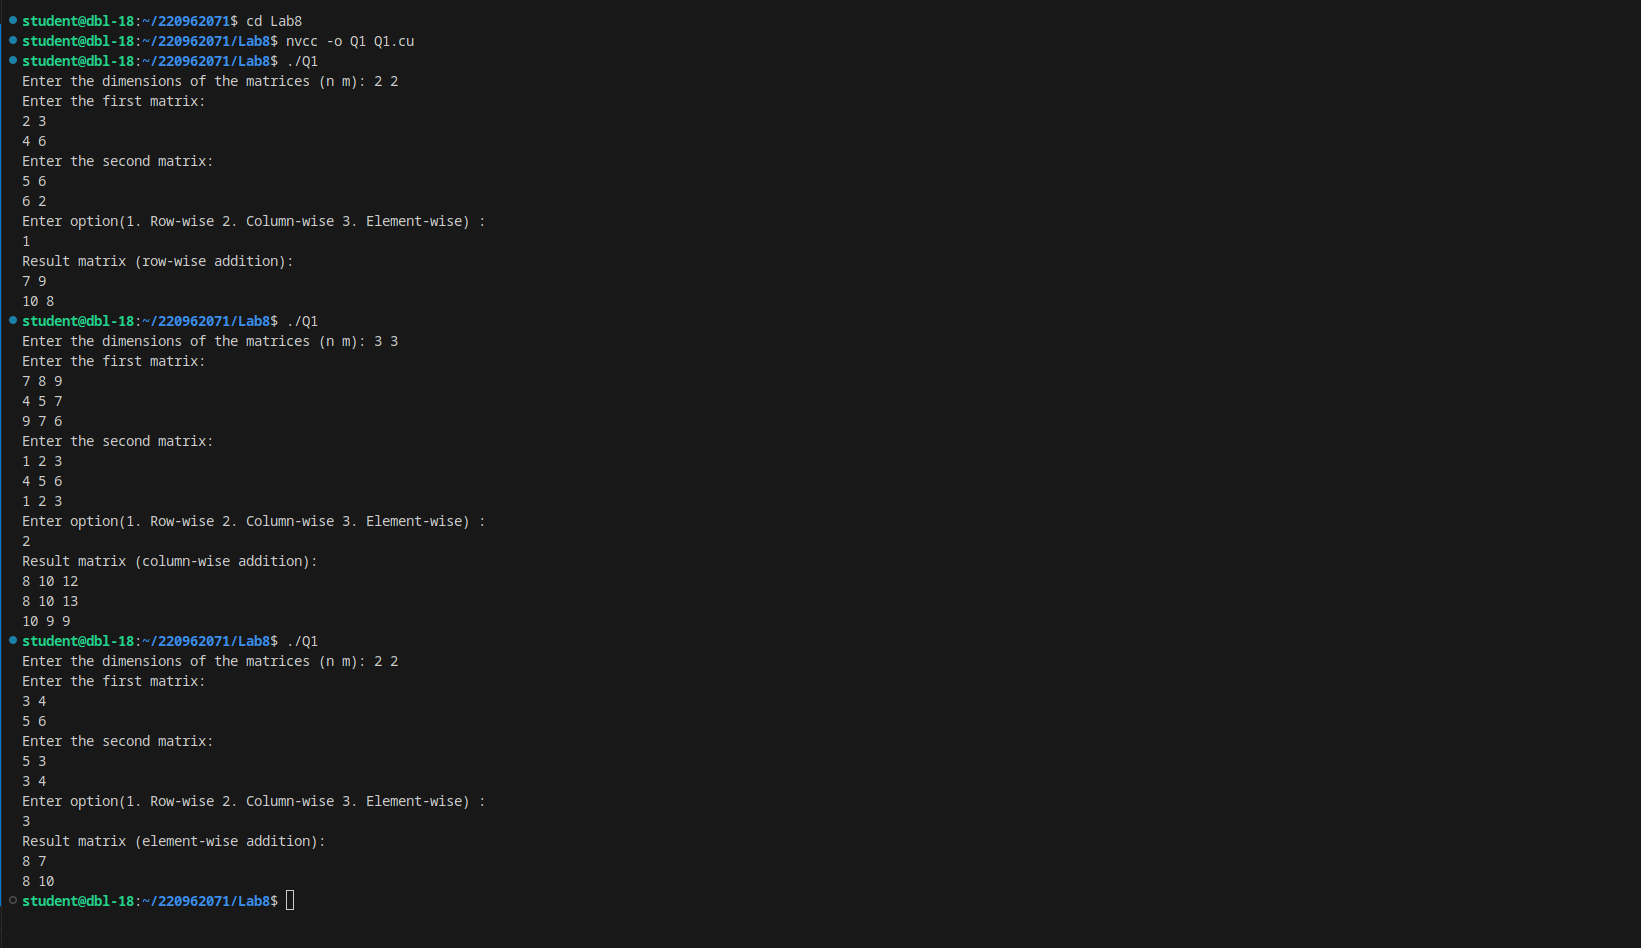 student@dbl-18:~/220962071$ cd Lab8
student@dbl-18:~/220962071/Lab8$ nvcc -o Q1 Q1.cu
student@dbl-18:~/220962071/Lab8$ ./Q1
Enter the dimensions of the matrices (n m): 2 2
Enter the first matrix:
2 3
4 6
Enter the second matrix:
5 6
6 2
Enter option(1. Row-wise 2. Column-wise 3. Element-wise) :
1
Result matrix (row-wise addition):
7 9
10 8
student@dbl-18:~/220962071/Lab8$ ./Q1
Enter the dimensions of the matrices (n m): 3 3
Enter the first matrix:
7 8 9
4 5 7
9 7 6
Enter the second matrix:
1 2 3
4 5 6
1 2 3
Enter option(1. Row-wise 2. Column-wise 3. Element-wise) :
2
Result matrix (column-wise addition):
8 10 12
8 10 13
10 9 9
student@dbl-18:~/220962071/Lab8$ ./Q1
Enter the dimensions of the matrices (n m): 2 2
Enter the first matrix:
3 4
5 6
Enter the second matrix:
5 3
3 4
Enter option(1. Row-wise 2. Column-wise 3. Element-wise) :
3
Result matrix (element-wise addition):
8 7
8 10
student@dbl-18:~/220962071/Lab8$